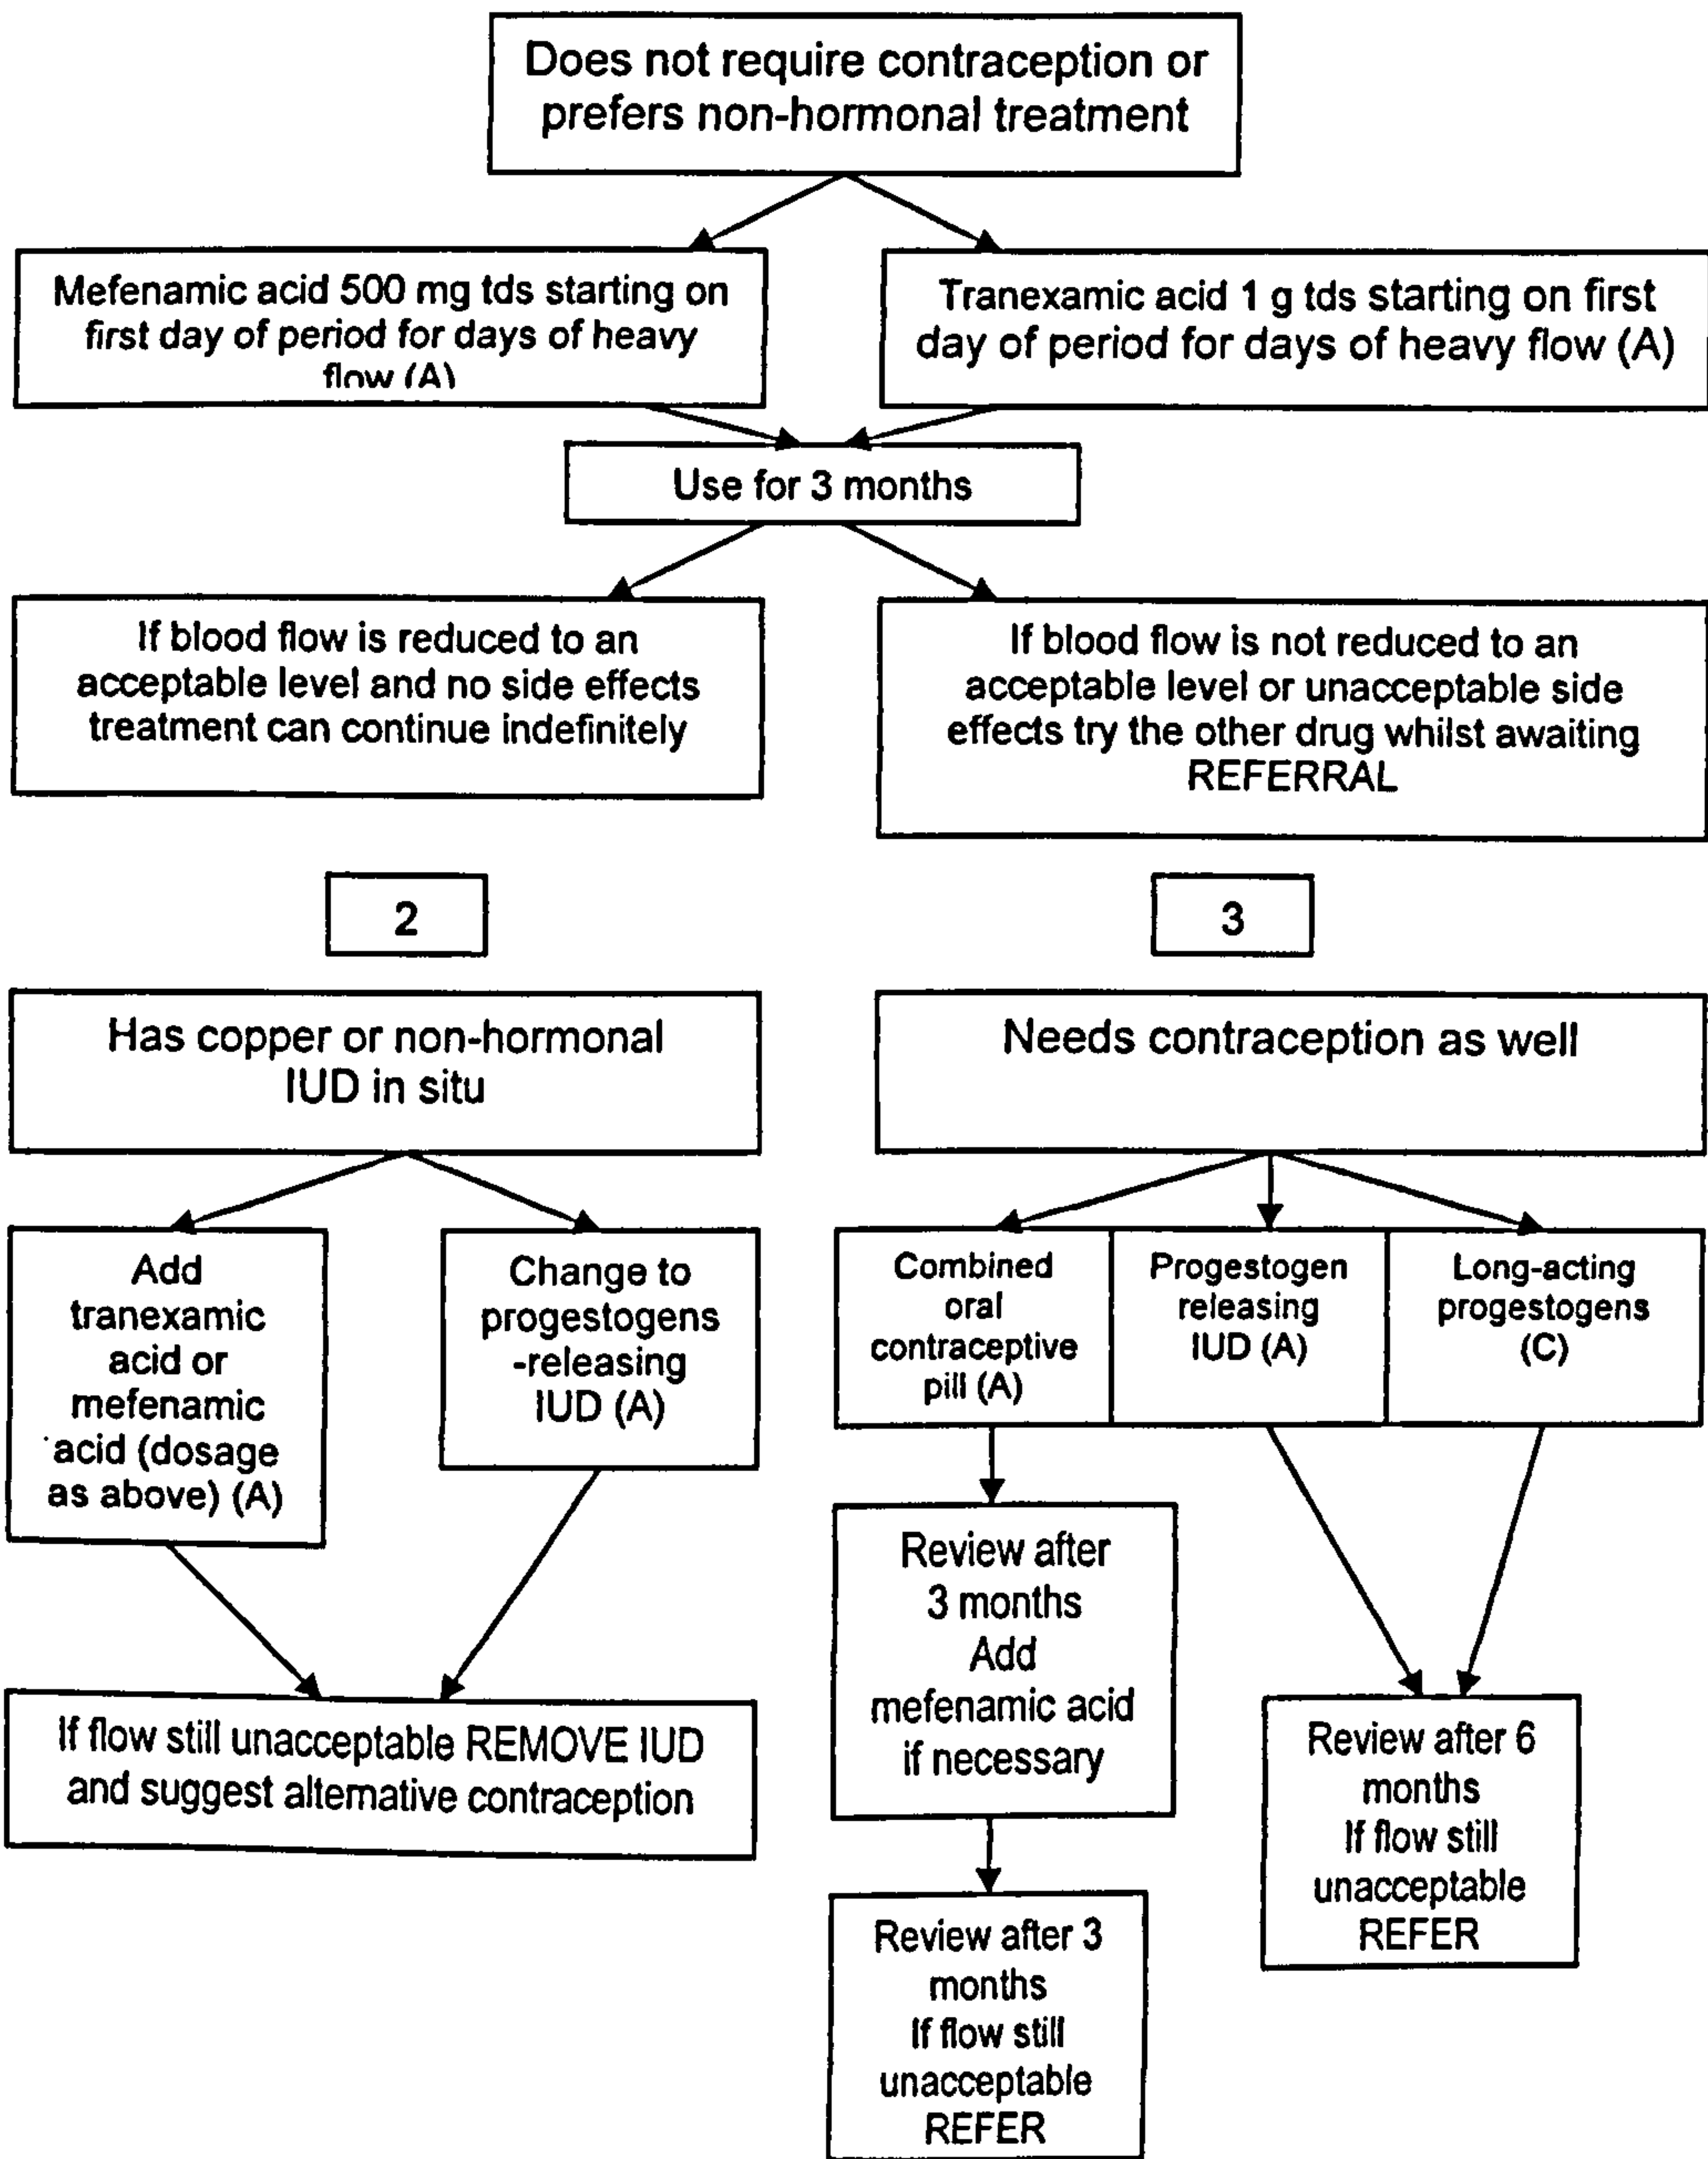 Does not require contraception or
prefers non-hormonal treatment
Mefenamic acid 500 mg tds starting on
first day of period for days of heavy
flow (A)
Tranexamic acid 1 g tds starting on first
day of period for days of heavy flow (A)
Use for 3 months
If blood flow is reduced to an
acceptable level and no side effects
treatment can continue indefinitely
If blood flow is not reduced to an
acceptable level or unacceptable side
effects try the other drug whilst awaiting
REFERRAL
2
Has copper or non-hormonal
IUD in situ
Add
tranexamic
acid or
mefenamic
acid (dosage
as above) (A)
Change to
progestogens
-releasing
IUD (A)
If flow still unacceptable REMOVE IUD
and suggest alternative contraception
3
Needs contraception as well
Combined
oral
contraceptive
pill (A)
Progestogen
releasing
IUD (A)
Long-acting
progestogens
(C)
Review after
3 months
Add
mefenamic acid
if necessary
Review after 3
months
If flow still
unacceptable
REFER
Review after 6
months
If flow still
unacceptable
REFER